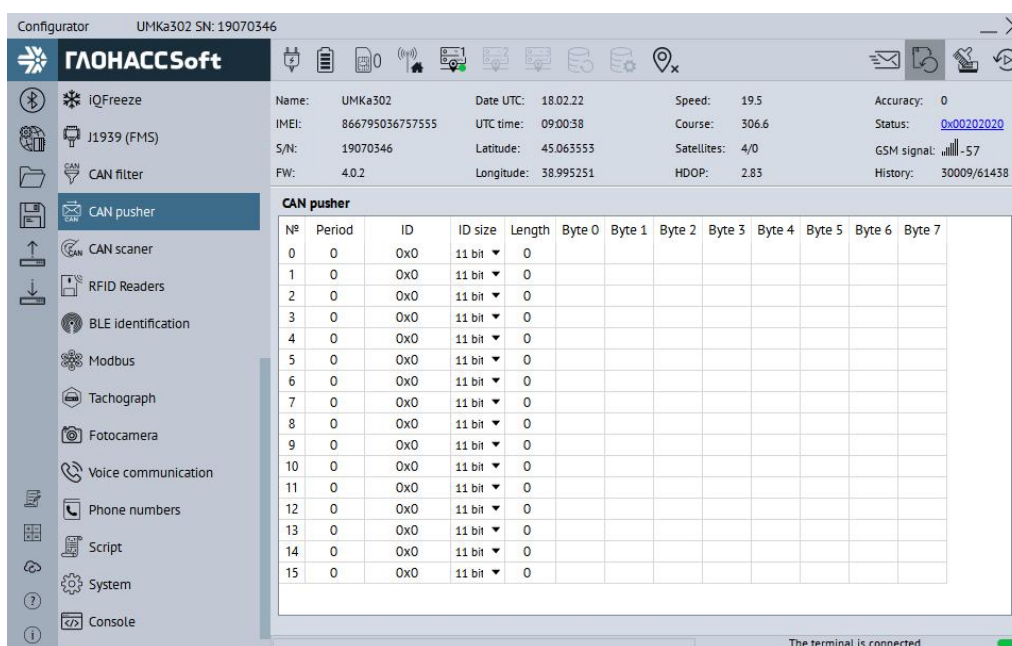 Configurator UMKa302 SN: 19070346
ГЛОНАССSoft
0
iQFreeze
J1939 (FMS)
CAN filter
CAN pusher
CAN scaner
RFID Readers
BLE identification
Modbus
Tachograph
Fotocamera
Voice communication
Phone numbers
Script
System
Console
Name: UMKa302 Date UTC: 18.02.22 Speed: 19.5 Accuracy: 0
IMEI: 866795036757555 UTC time: 09:00:38 Course: 306.6 Status: 0x00202020
S/N: 19070346 Latitude: 45.063553 Satellites: 4/0 GSM signal: -57
FW: 4.0.2 Longitude: 38.995251 HDOP: 2.83 History: 30009/61438
CAN pusher
Nº Period ID ID size Length Byte 0 Byte 1 Byte 2 Byte 3 Byte 4 Byte 5 Byte 6 Byte 7
0 0 0x0 11 bit 0
1 0 0x0 11 bit 0
2 0 0x0 11 bit 0
3 0 0x0 11 bit 0
4 0 0x0 11 bit 0
5 0 0x0 11 bit 0
6 0 0x0 11 bit 0
7 0 0x0 11 bit 0
8 0 0x0 11 bit 0
9 0 0x0 11 bit 0
10 0 0x0 11 bit 0
11 0 0x0 11 bit 0
12 0 0x0 11 bit 0
13 0 0x0 11 bit 0
14 0 0x0 11 bit 0
15 0 0x0 11 bit 0
The terminal is connected